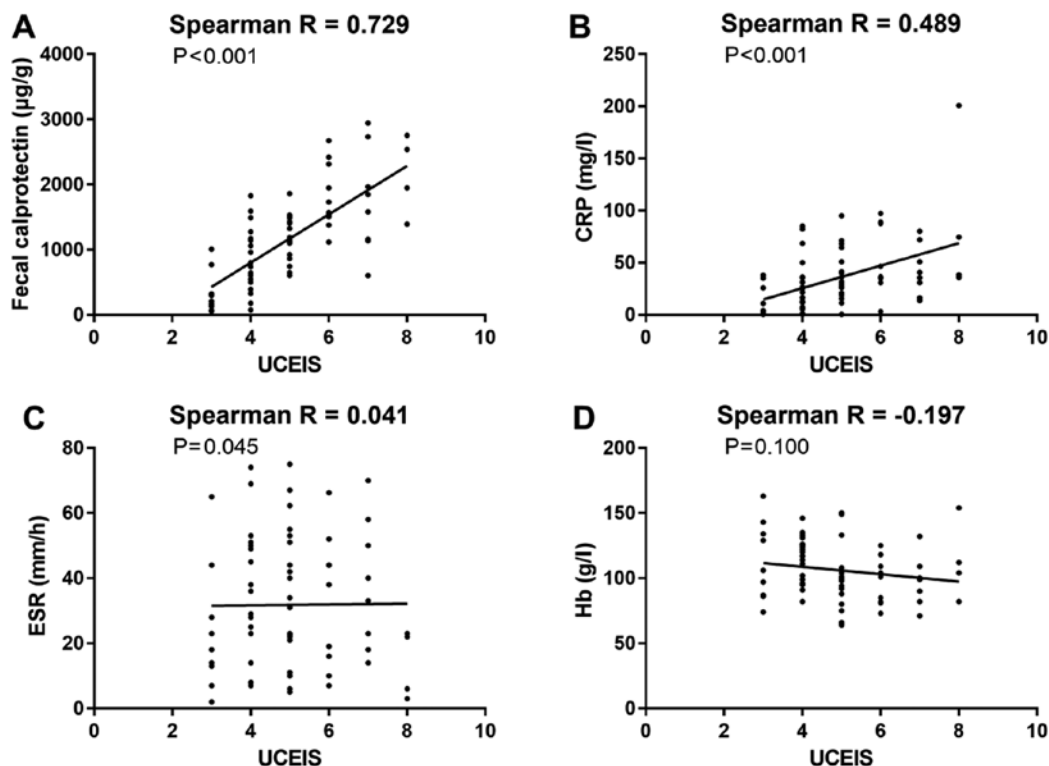 A
Spearman R = 0.729
P<0.001
Fecal calprotectin (µg/g)
4000
3000
2000
1000
0
0 2 4 6 8 10
UCEIS
B
Spearman R = 0.489
P<0.001
CRP (mg/l)
250
200
150
100
50
0
0 2 4 6 8 10
UCEIS
C
Spearman R = 0.041
P=0.045
ESR (mm/h)
80
60
40
20
0
0 2 4 6 8 10
UCEIS
D
Spearman R = -0.197
P=0.100
Hb (g/l)
200
150
100
50
0
0 2 4 6 8 10
UCEIS